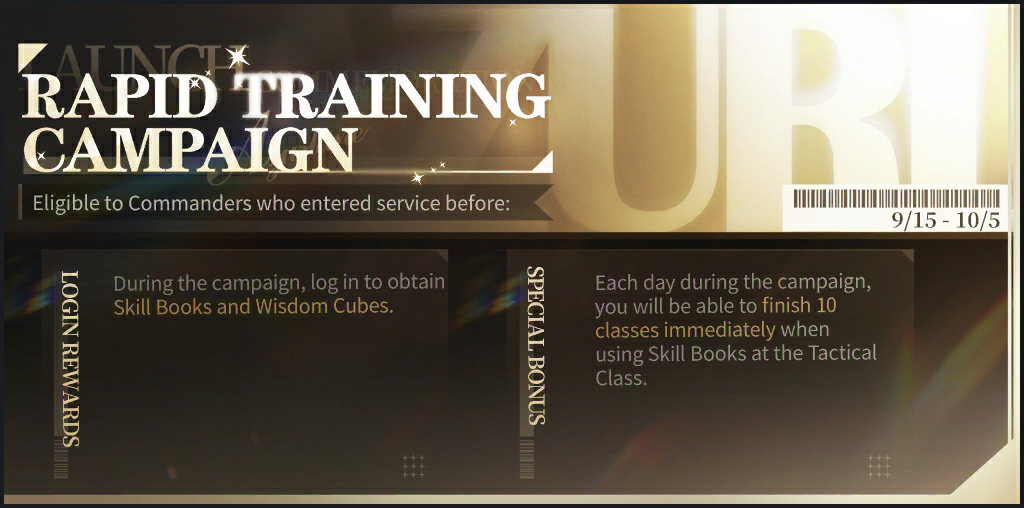 RAPID TRAINING
CAMPAIGN
Eligible to Commanders who entered service before:
9/15 - 10/5
LOGIN REWARDS
During the campaign, log in to obtain
Skill Books and Wisdom Cubes.
SPECIAL BONUS
Each day during the campaign,
you will be able to finish 10
classes immediately when
using Skill Books at the Tactical
Class.